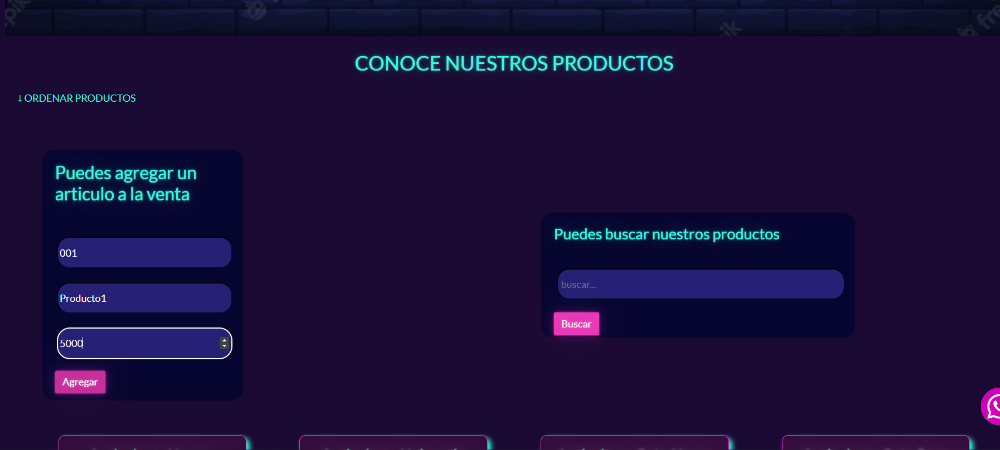 CONOCE NUESTROS PRODUCTOS
↓ ORDENAR PRODUCTOS
Puedes agregar un
articulo a la venta
001
Producto1
5000
Agregar
Puedes buscar nuestros productos
buscar...
Buscar